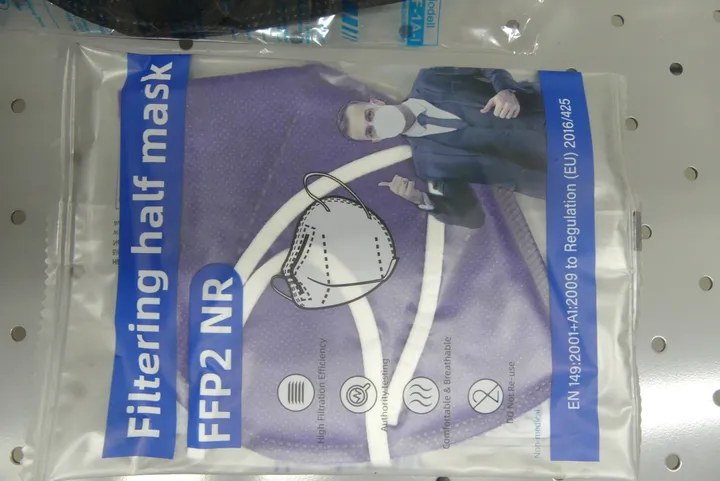 Filtering half mask
FFP2 NR
High Filtration Efficiency
Authority Testing
Comfortable & Breathable
DO Not Re-use
Non-medical
EN 149:2001+A1:2009 to Regulation (EU) 2016/425